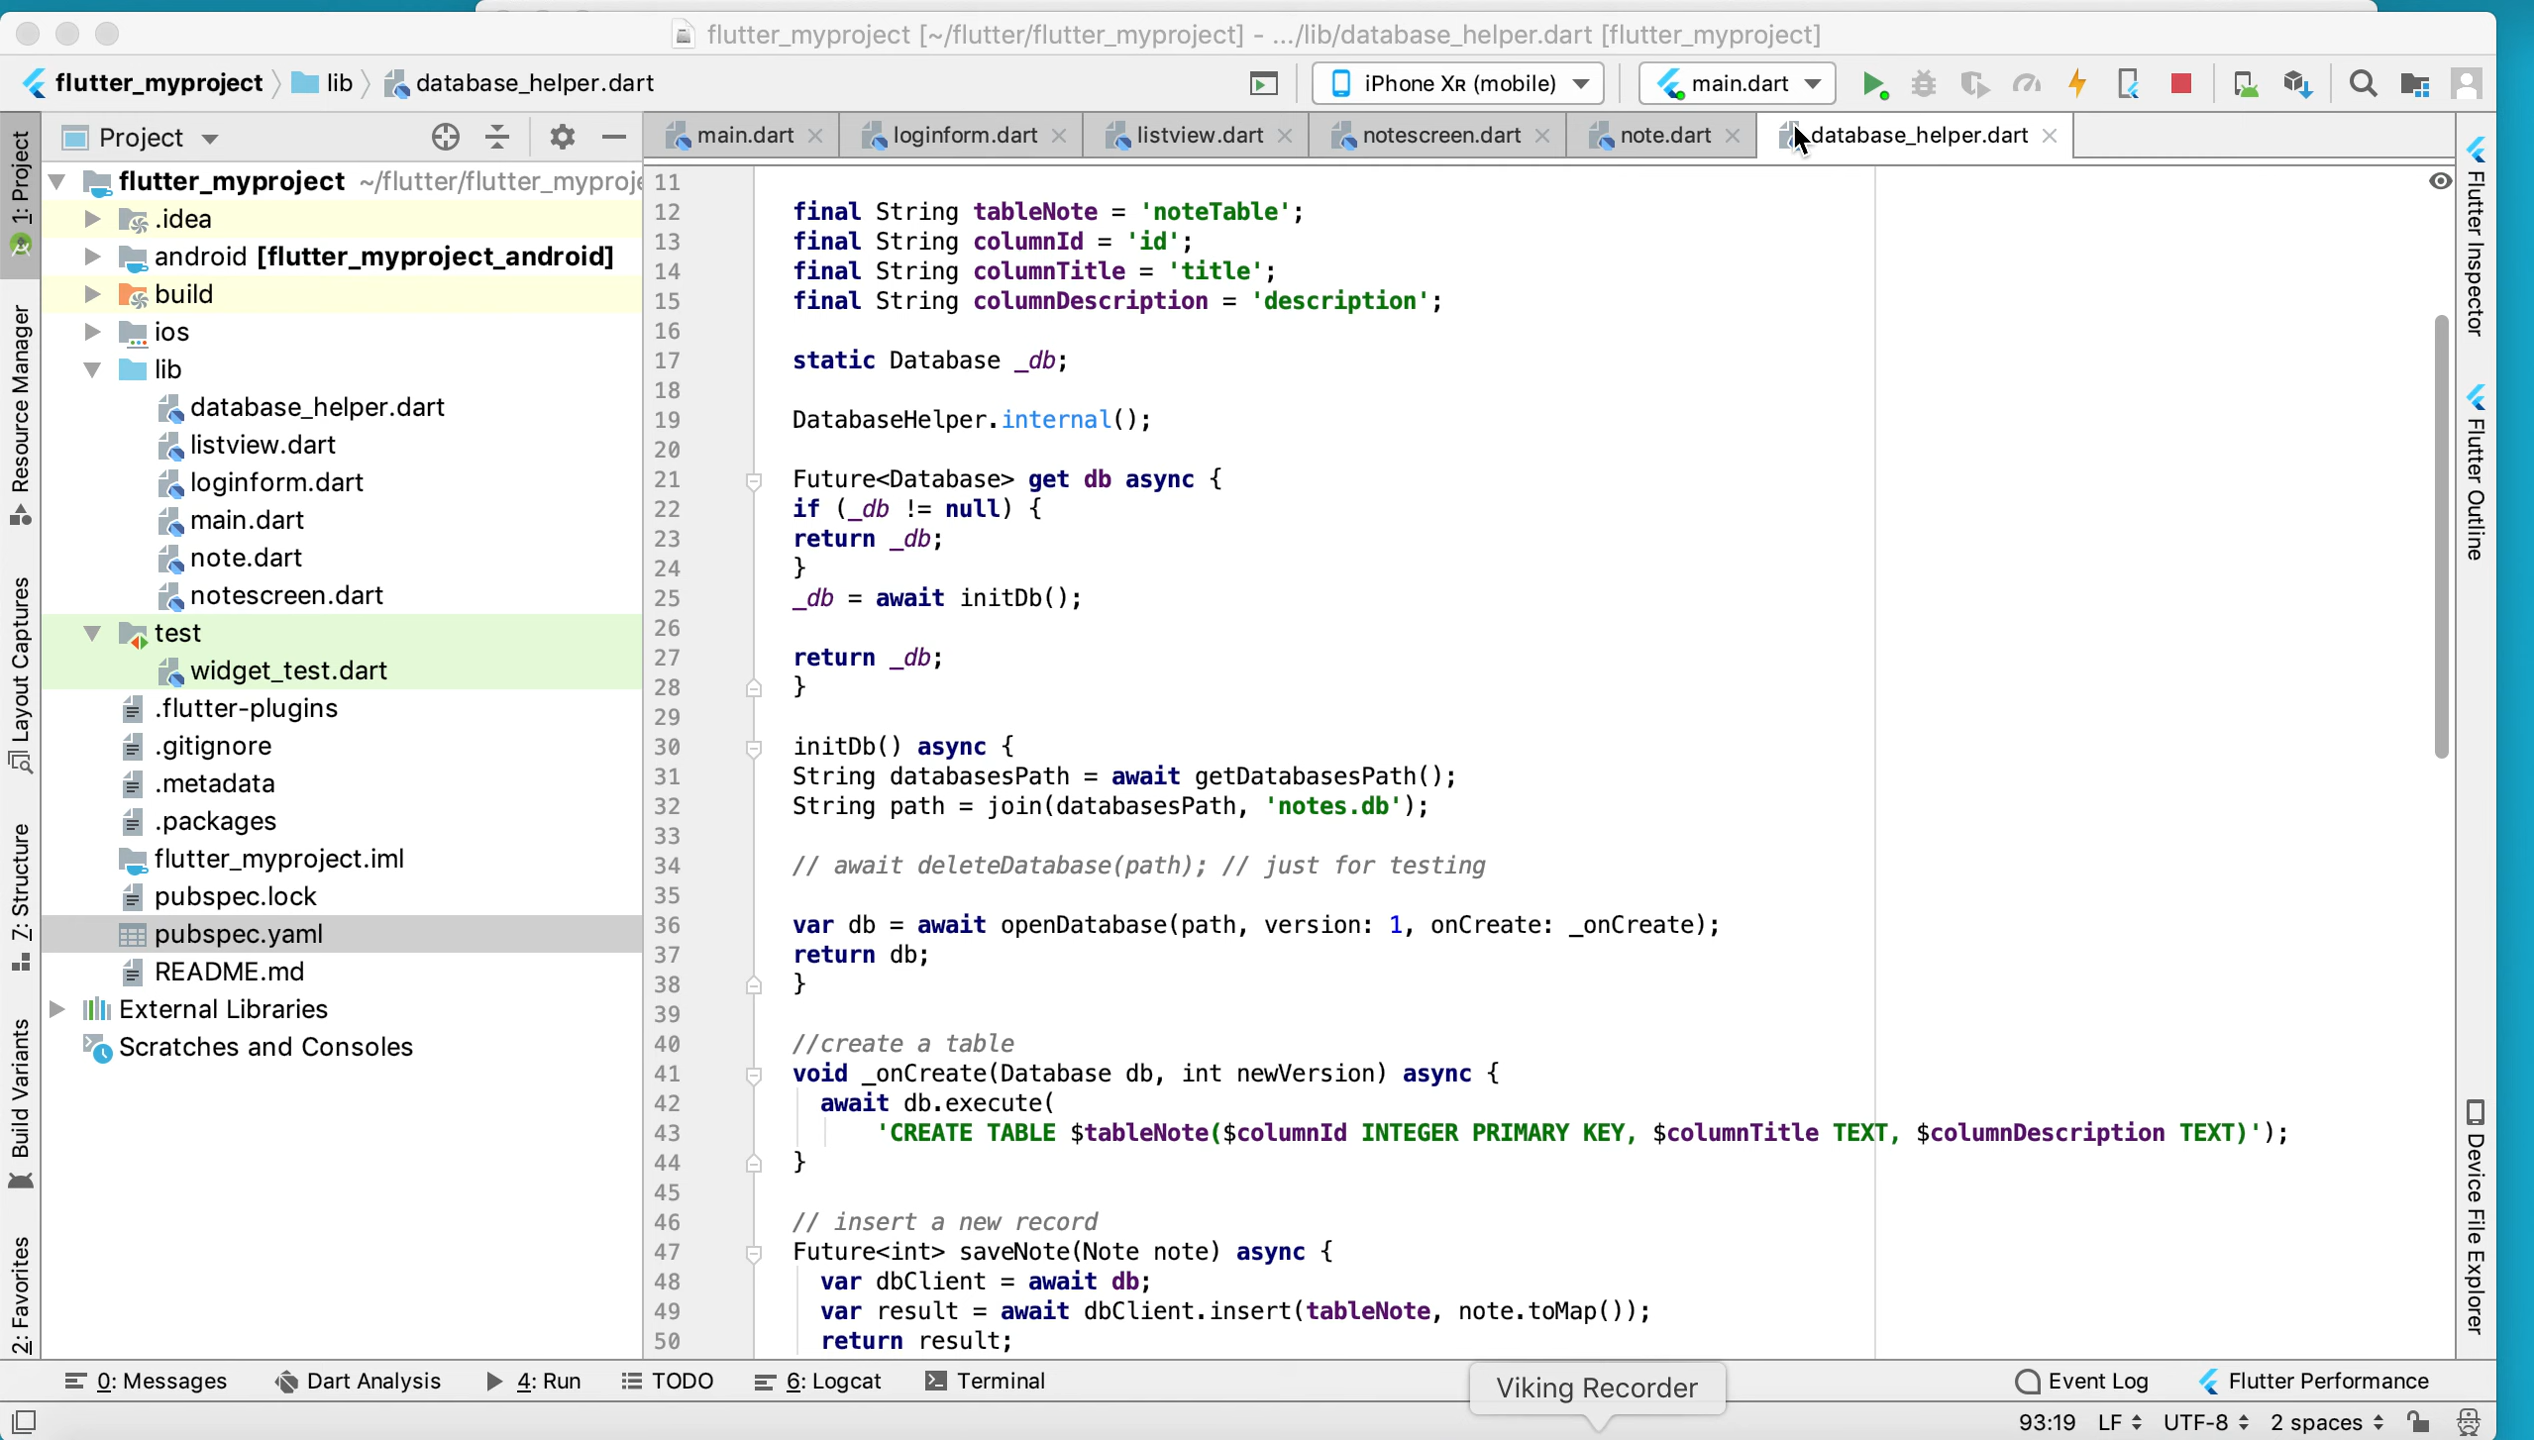 flutter_myproject [~/flutter/flutter_myproject] - .../lib/database_helper.dart [flutter_myproject]
flutter_myproject lib database_helper.dart iPhone XR (mobile) main.dart
Project
main.dart loginform.dart listview.dart notescreen.dart note.dart database_helper.dart
1: Project
Resource Manager
Layout Captures
7: Structure
Build Variants
2: Favorites
flutter_myproject ~/flutter/flutter_myproje
.idea
android [flutter_myproject_android]
build
ios
lib
database_helper.dart
listview.dart
loginform.dart
main.dart
note.dart
notescreen.dart
test
widget_test.dart
.flutter-plugins
.gitignore
.metadata
.packages
flutter_myproject.iml
pubspec.lock
pubspec.yaml
README.md
External Libraries
Scratches and Consoles
11
12 final String tableNote = 'noteTable';
13 final String columnId = 'id';
14 final String columnTitle = 'title';
15 final String columnDescription = 'description';
16
17 static Database _db;
18
19 DatabaseHelper.internal();
20
21 Future<Database> get db async {
22 if (_db != null) {
23 return _db;
24 }
25 _db = await initDb();
26
27 return _db;
28 }
29
30 initDb() async {
31 String databasesPath = await getDatabasesPath();
32 String path = join(databasesPath, 'notes.db');
33
34 // await deleteDatabase(path); // just for testing
35
36 var db = await openDatabase(path, version: 1, onCreate: _onCreate);
37 return db;
38 }
39
40 //create a table
41 void _onCreate(Database db, int newVersion) async {
42 await db.execute(
43 'CREATE TABLE $tableNote($columnId INTEGER PRIMARY KEY, $columnTitle TEXT, $columnDescription TEXT)');
44 }
45
46 // insert a new record
47 Future<int> saveNote(Note note) async {
48 var dbClient = await db;
49 var result = await dbClient.insert(tableNote, note.toMap());
50 return result;
Flutter Inspector
Flutter Outline
Device File Explorer
0: Messages Dart Analysis 4: Run TODO 6: Logcat Terminal Event Log Flutter Performance
Viking Recorder
93:19 LF UTF-8 2 spaces